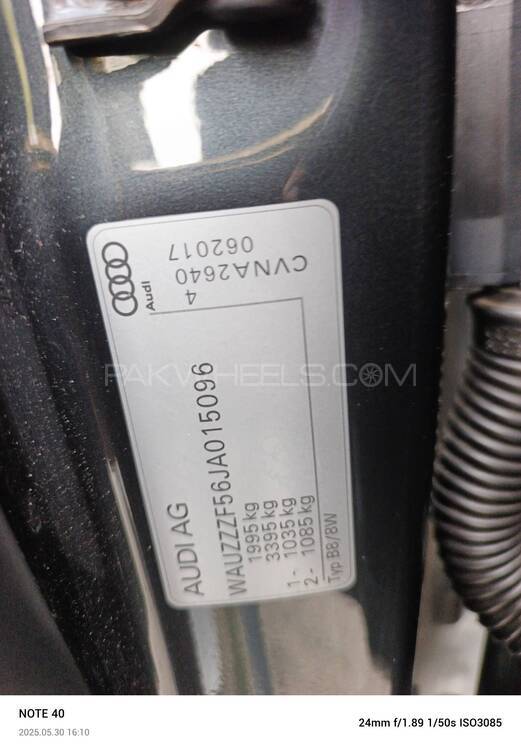 Audi
CVNA2640
062017
4
AUDI AG
WAUZZZF56JA015096
1995 kg
3395 kg
1- 1035 kg
2- 1085 kg
Typ B8/8W
PAKWHEELS.COM
NOTE 40
2025.05.30 16:10
24mm f/1.89 1/50s ISO3085